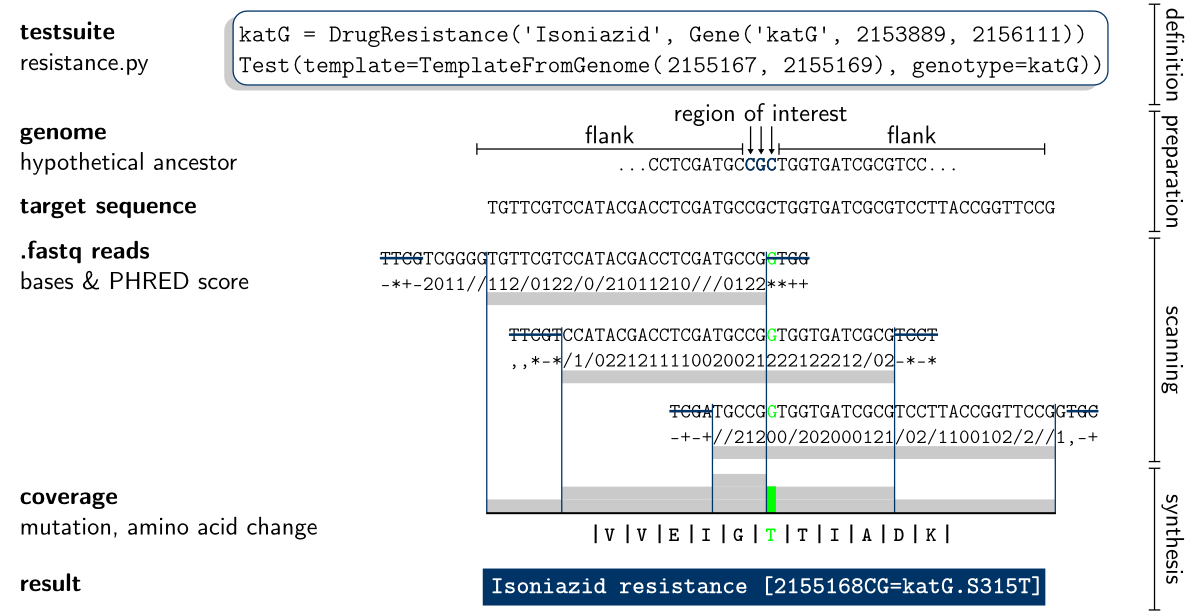 testsuite
resistance.py
katG = DrugResistance('Isoniazid', Gene('katG', 2153889, 2156111))
Test(template=TemplateFromGenome(2155167, 2155169), genotype=katG))
definition
genome
hypothetical ancestor
region of interest
flank
flank
...CCTCGATGCCGCTGGTGATCGCGTCC...
preparation
target sequence
TGTTCGTCCATACGACCTCGATGCCGCTGGTGATCGCGTCCTTACCGGTTCCG
.fastq reads
bases & PHRED score
TTCGTCGGGGTGTTCGTCCATACGACCTCGATGCCGGTGG
-*+-2011//112/0122/0/21011210///0122**++
TTCGTCCATACGACCTCGATGCCGGTGGTGATCGCGTCCT
,,*-*/1/0221211110020021222122212/02-*-*
TCGATGCCGGTGGTGATCGCGTCCTTACCGGTTCCGGTGC
-+-+//21200/202000121/02/1100102/2//1,-+
scanning
coverage
mutation, amino acid change
|V|V|E|I|G|T|T|I|A|D|K|
synthesis
result
Isoniazid resistance [2155168CG=katG.S315T]